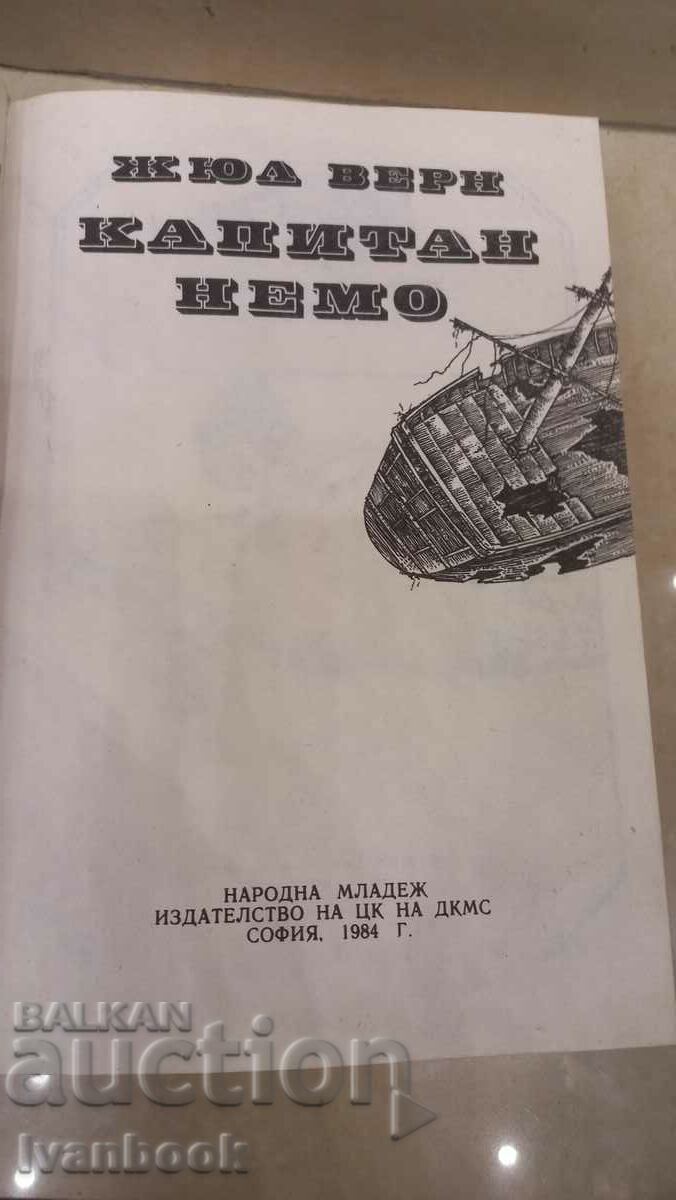 ЖЮЛ ВЕРН
КАПИТАН
НЕМО
НАРОДНА МЛАДЕЖ
ИЗДАТЕЛСТВО НА ЦК НА ДКМС
СОФИЯ, 1984 Г.
BALKAN
auction
Ivanbook